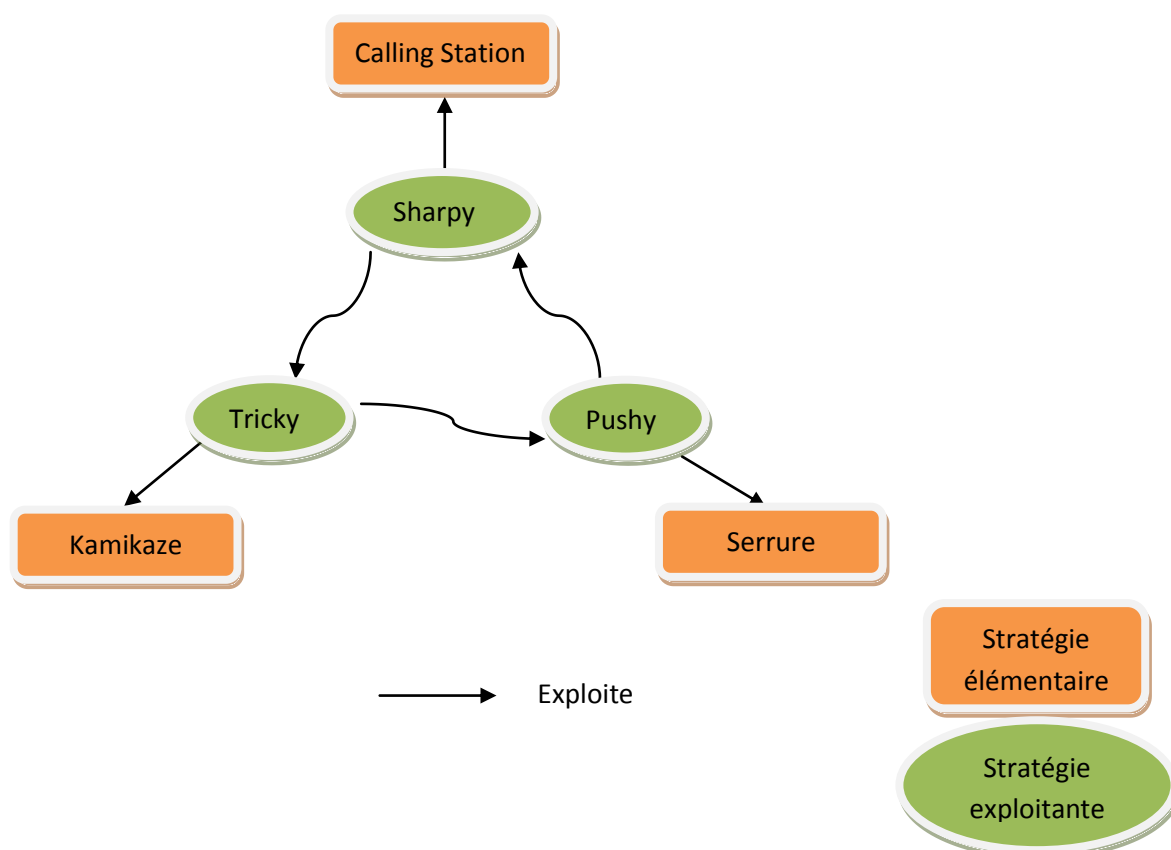 Calling Station
Sharpy
Tricky
Pushy
Kamikaze
Serrure
Stratégie
élémentaire
Exploite
Stratégie
exploitante